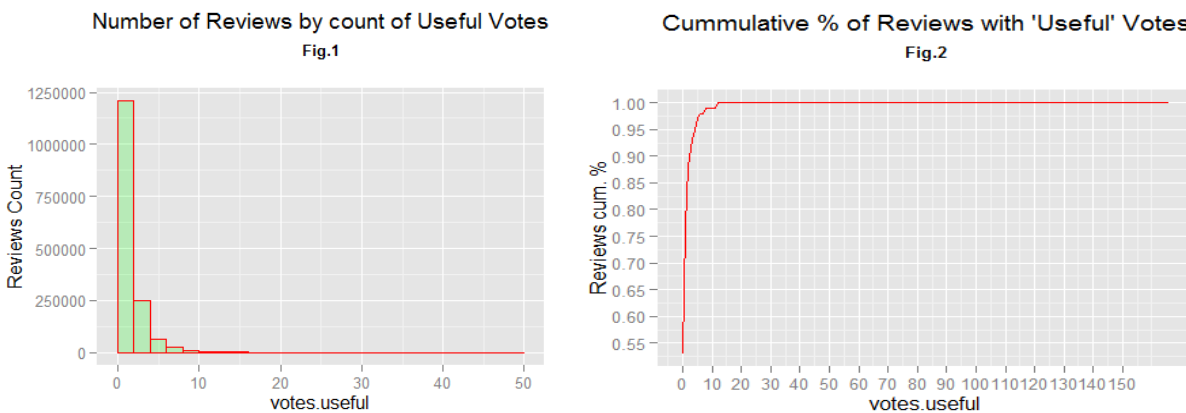 Number of Reviews by count of Useful Votes
Fig.1
1250000
1000000
750000
500000
250000
0
Reviews Count
0 10 20 30 40 50
votes.useful
Cummulative % of Reviews with 'Useful' Votes
Fig.2
1.00
0.95
0.90
0.85
0.80
0.75
0.70
0.65
0.60
0.55
Reviews cum. %
0 10 20 30 40 50 60 70 80 90 100 110 120 130 140 150
votes.useful